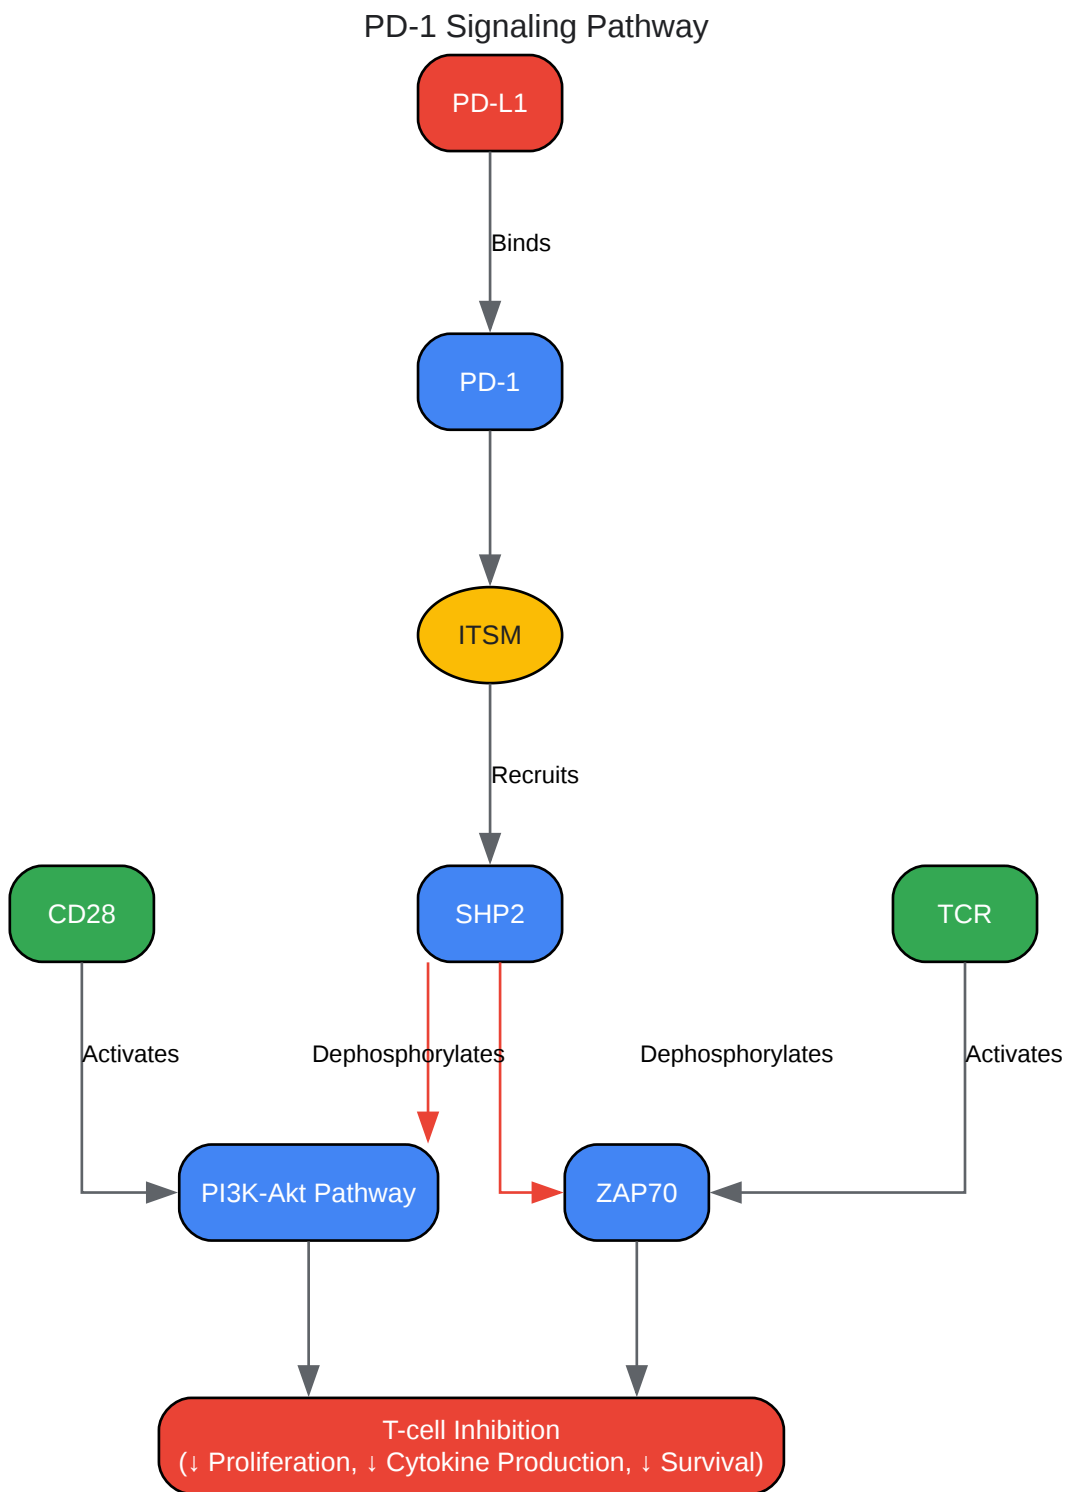 PD-1 Signaling Pathway
PD-L1
Binds
PD-1
ITSM
Recruits
CD28
SHP2
TCR
Activates
Dephosphorylates
Dephosphorylates
Activates
PI3K-Akt Pathway
ZAP70
T-cell Inhibition
(↓ Proliferation, ↓ Cytokine Production, ↓ Survival)